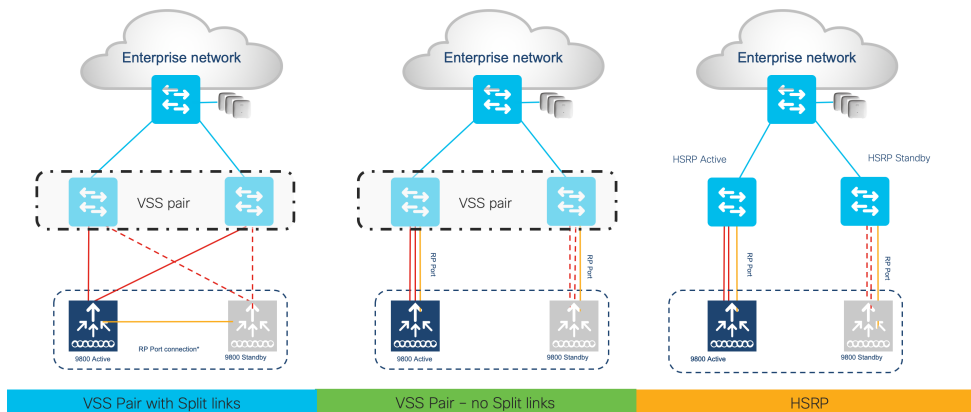 Enterprise network
VSS pair
RP Port connection*
9800 Active
9800 Standby
VSS Pair with Split links
Enterprise network
VSS pair
RP Port
RP Port
9800 Active
9800 Standby
VSS Pair – no Split links
Enterprise network
HSRP Active
HSRP Standby
RP Port
RP Port
9800 Active
9800 Standby
HSRP